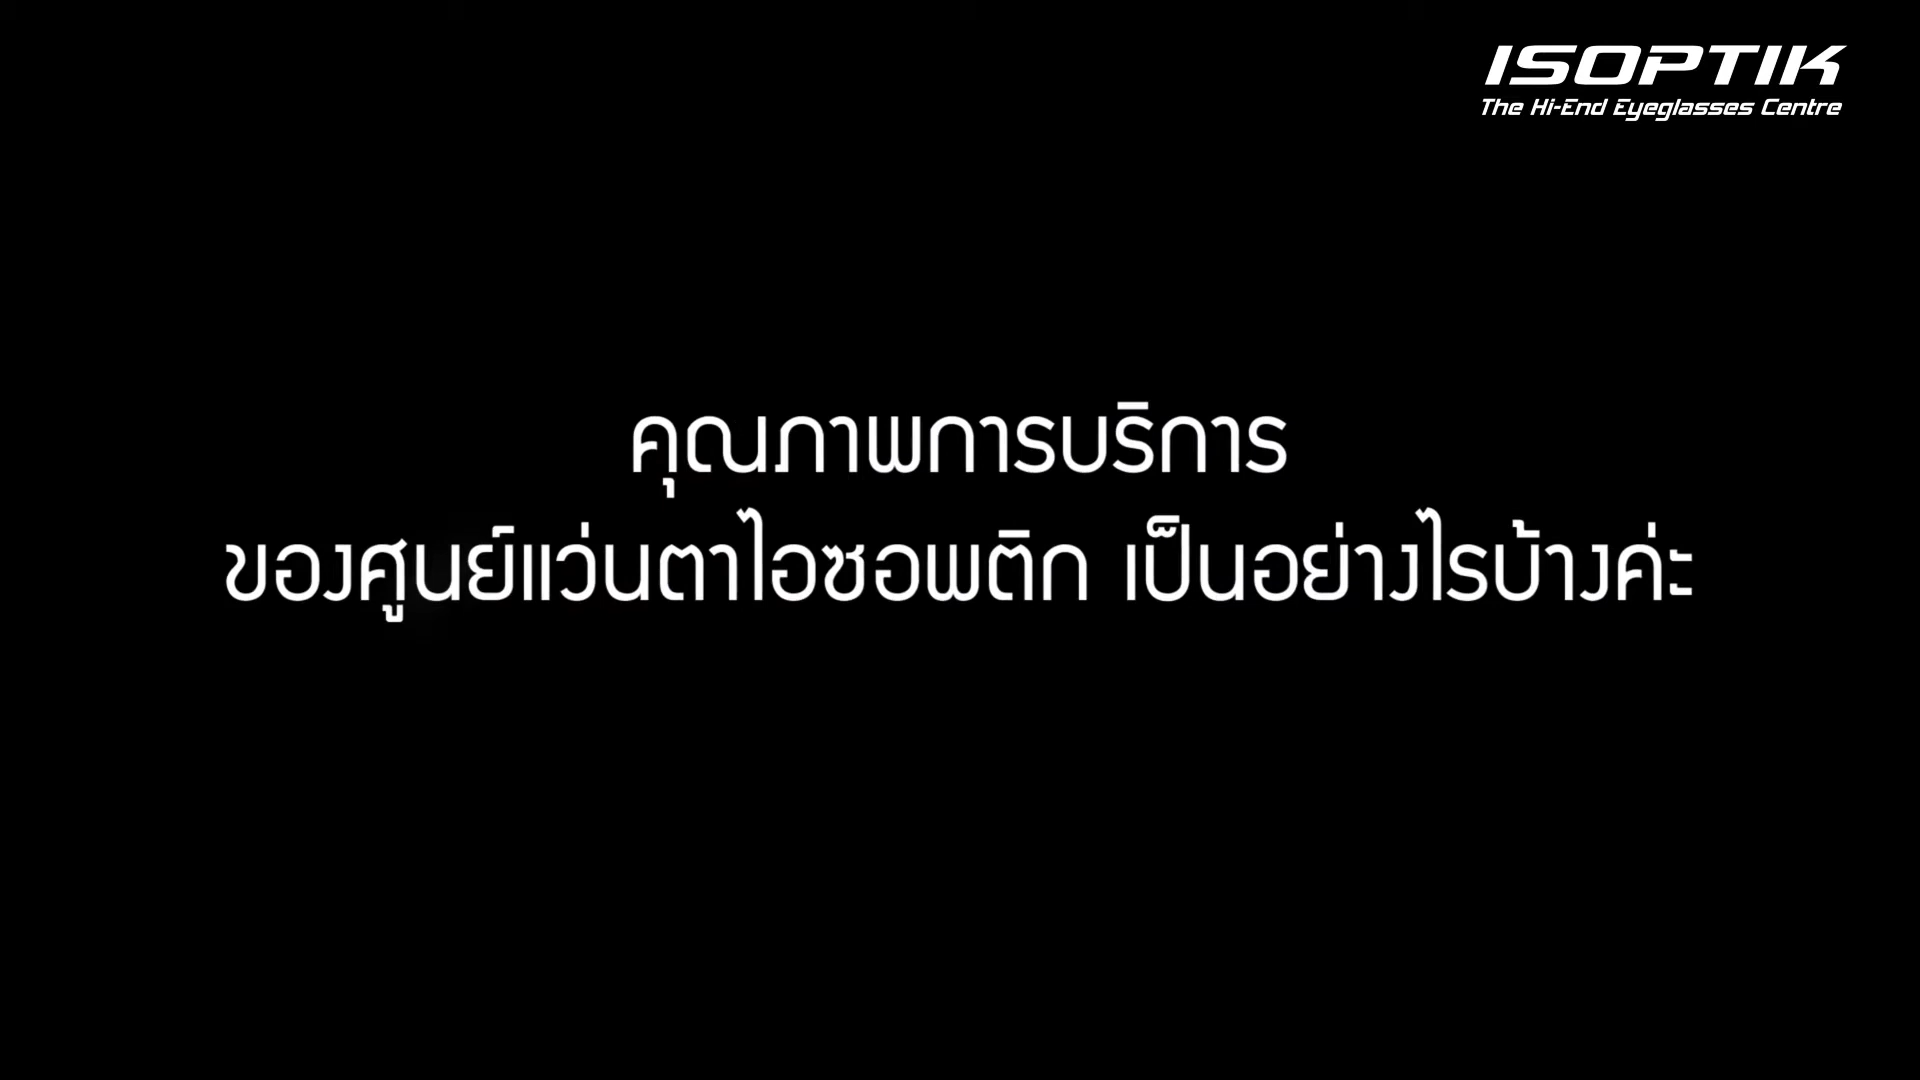 ISOPTIK
The Hi-End Eyeglasses Centre
คุณภาพการบริการ
ของศูนย์แว่นตาไอซอพติก เป็นอย่างไรบ้างค่ะ